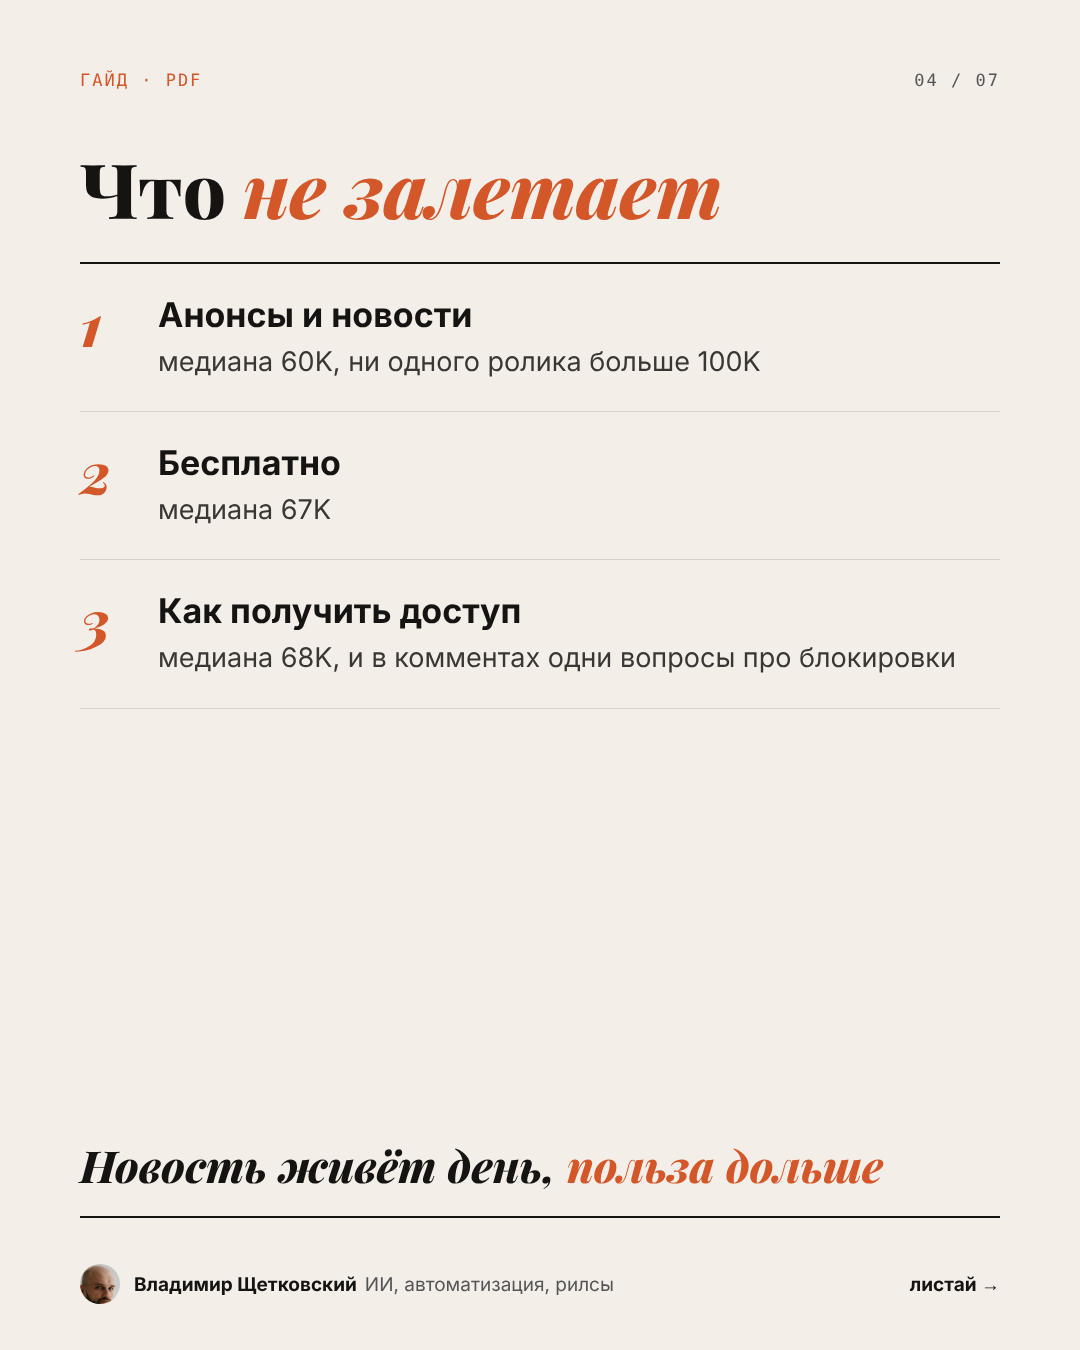 ГАЙД · PDF
04 / 07
Что не залетает
1
Анонсы и новости
медиана 60K, ни одного ролика больше 100K
2
Бесплатно
медиана 67K
3
Как получить доступ
медиана 68K, и в комментах одни вопросы про блокировки
Новость живёт день, польза дольше
Владимир Щетковский ИИ, автоматизация, рилсы
листай →